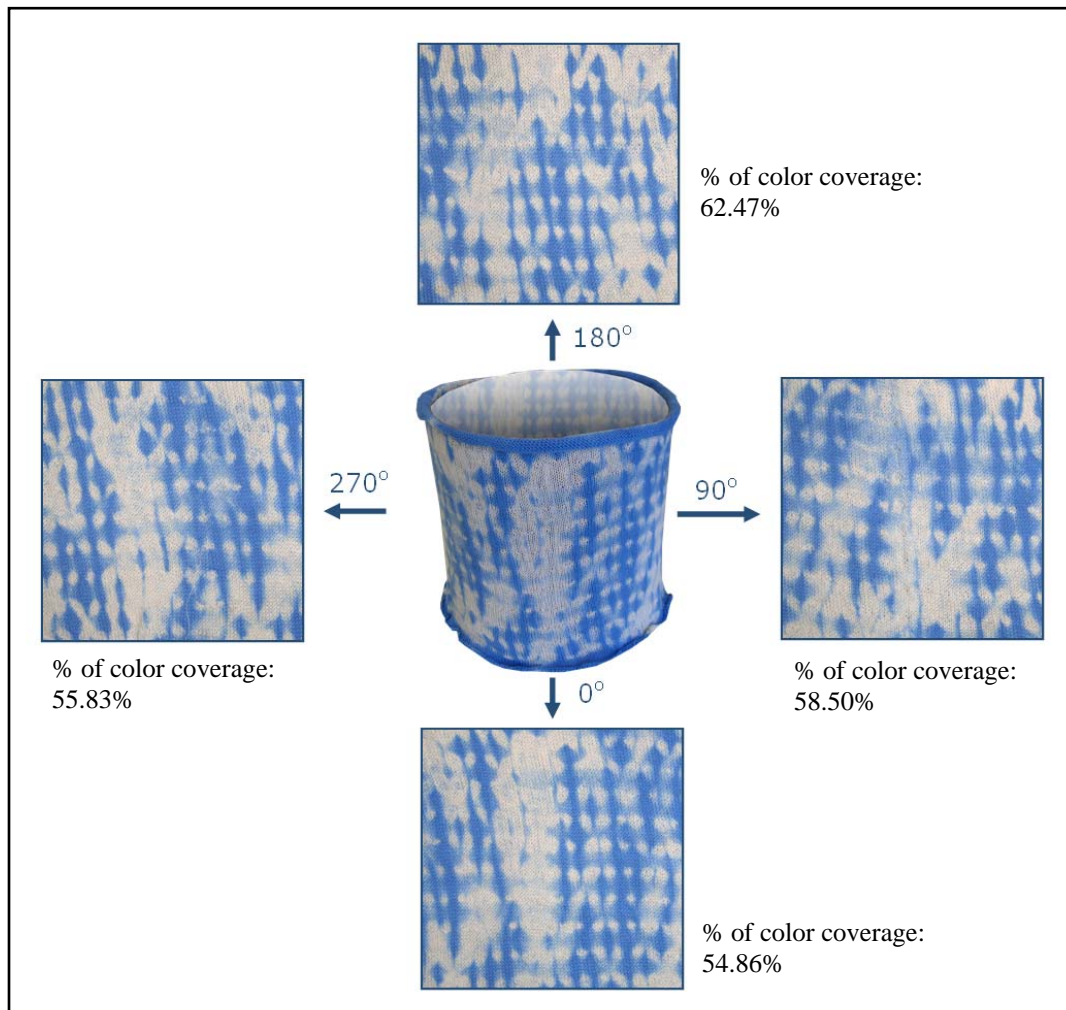 % of color coverage:
62.47%
180°
270°
90°
% of color coverage:
55.83%
% of color coverage:
58.50%
0°
% of color coverage:
54.86%